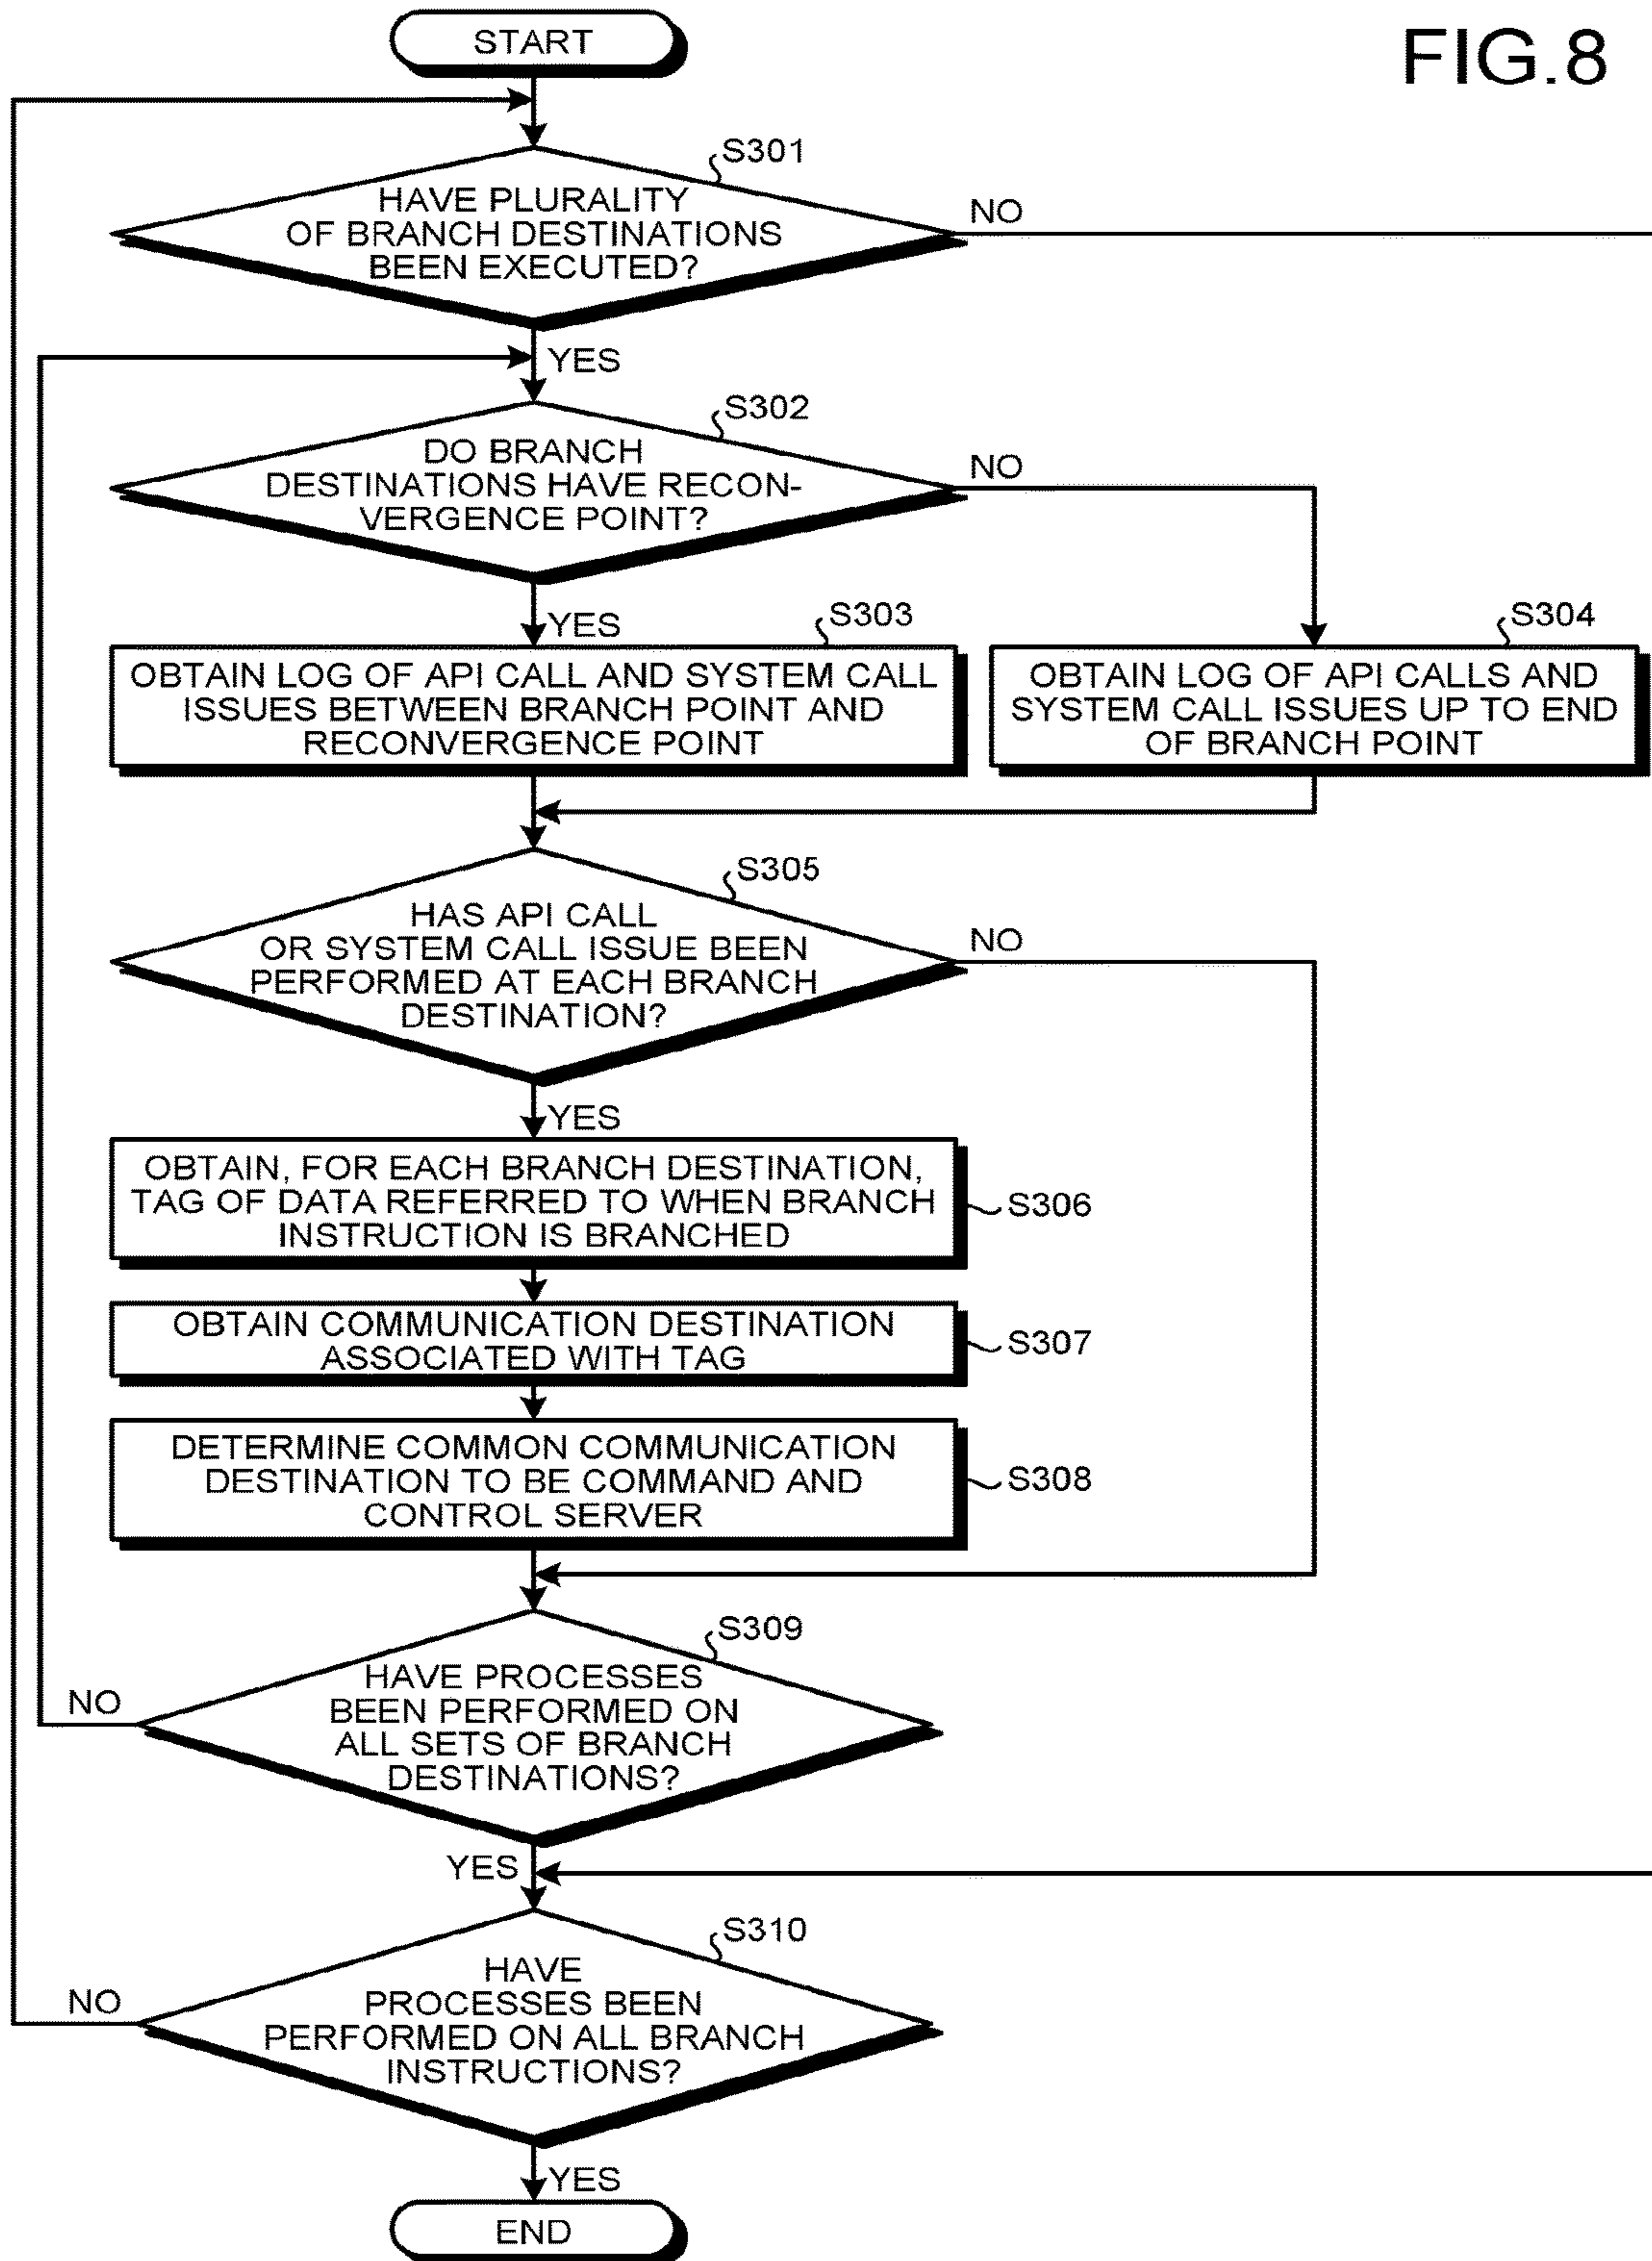 FIG.8
START
S301
HAVE PLURALITY
OF BRANCH DESTINATIONS
BEEN EXECUTED?
NO
YES
S302
DO BRANCH
DESTINATIONS HAVE RECON-
VERGENCE POINT?
NO
YES
S303
OBTAIN LOG OF API CALL AND SYSTEM CALL
ISSUES BETWEEN BRANCH POINT AND
RECONVERGENCE POINT
S304
OBTAIN LOG OF API CALLS AND
SYSTEM CALL ISSUES UP TO END
OF BRANCH POINT
S305
HAS API CALL
OR SYSTEM CALL ISSUE BEEN
PERFORMED AT EACH BRANCH
DESTINATION?
NO
YES
OBTAIN, FOR EACH BRANCH DESTINATION,
TAG OF DATA REFERRED TO WHEN BRANCH
INSTRUCTION IS BRANCHED
S306
OBTAIN COMMUNICATION DESTINATION
ASSOCIATED WITH TAG
S307
DETERMINE COMMON COMMUNICATION
DESTINATION TO BE COMMAND AND
CONTROL SERVER
S308
S309
HAVE PROCESSES
BEEN PERFORMED ON
ALL SETS OF BRANCH
DESTINATIONS?
NO
YES
S310
HAVE
PROCESSES BEEN
PERFORMED ON ALL BRANCH
INSTRUCTIONS?
NO
YES
END